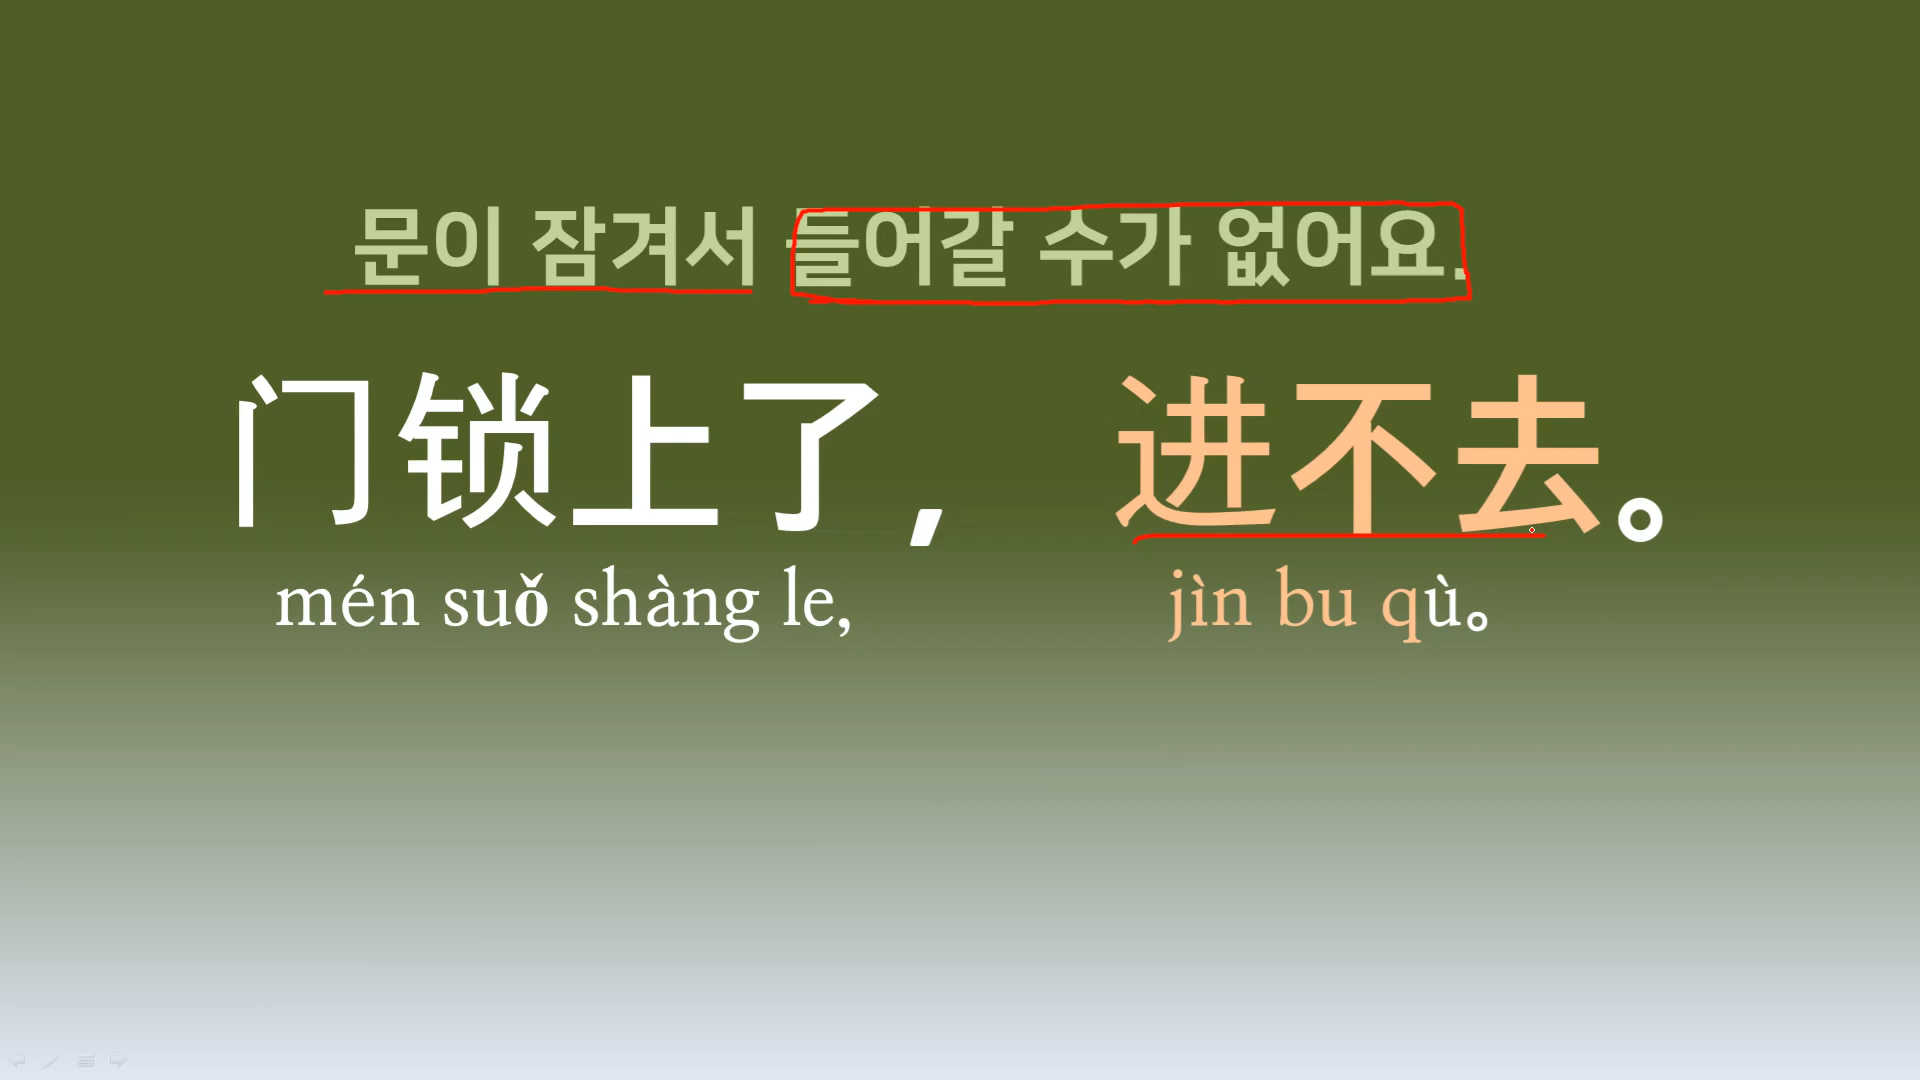 문이 잠겨서 들어갈 수가 없어요.
门锁上了, 进不去。
mén suǒ shàng le, jìn bu qù。